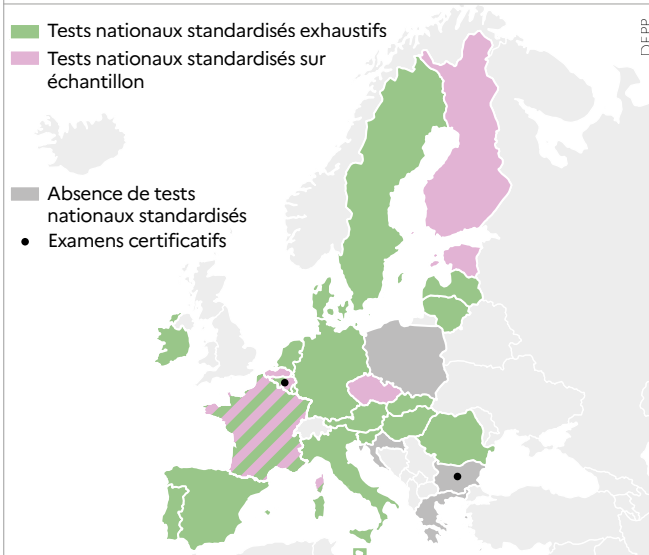 Tests nationaux standardisés exhaustifs
Tests nationaux standardisés sur
échantillon
Absence de tests
nationaux standardisés
Examens certificatifs
DEPP